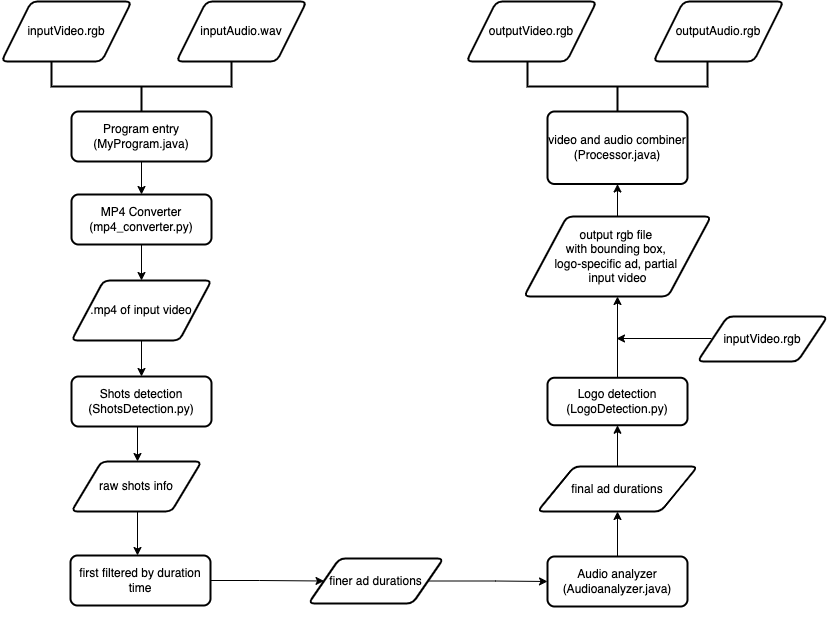 inputVideo.rgb
inputAudio.wav
Program entry
(MyProgram.java)
MP4 Converter
(mp4_converter.py)
.mp4 of input video
Shots detection
(ShotsDetection.py)
raw shots info
first filtered by duration
time
finer ad durations
Audio analyzer
(Audioanalyzer.java)
final ad durations
Logo detection
(LogoDetection.py)
inputVideo.rgb
output rgb file
with bounding box,
logo-specific ad, partial
input video
video and audio combiner
(Processor.java)
outputVideo.rgb
outputAudio.rgb